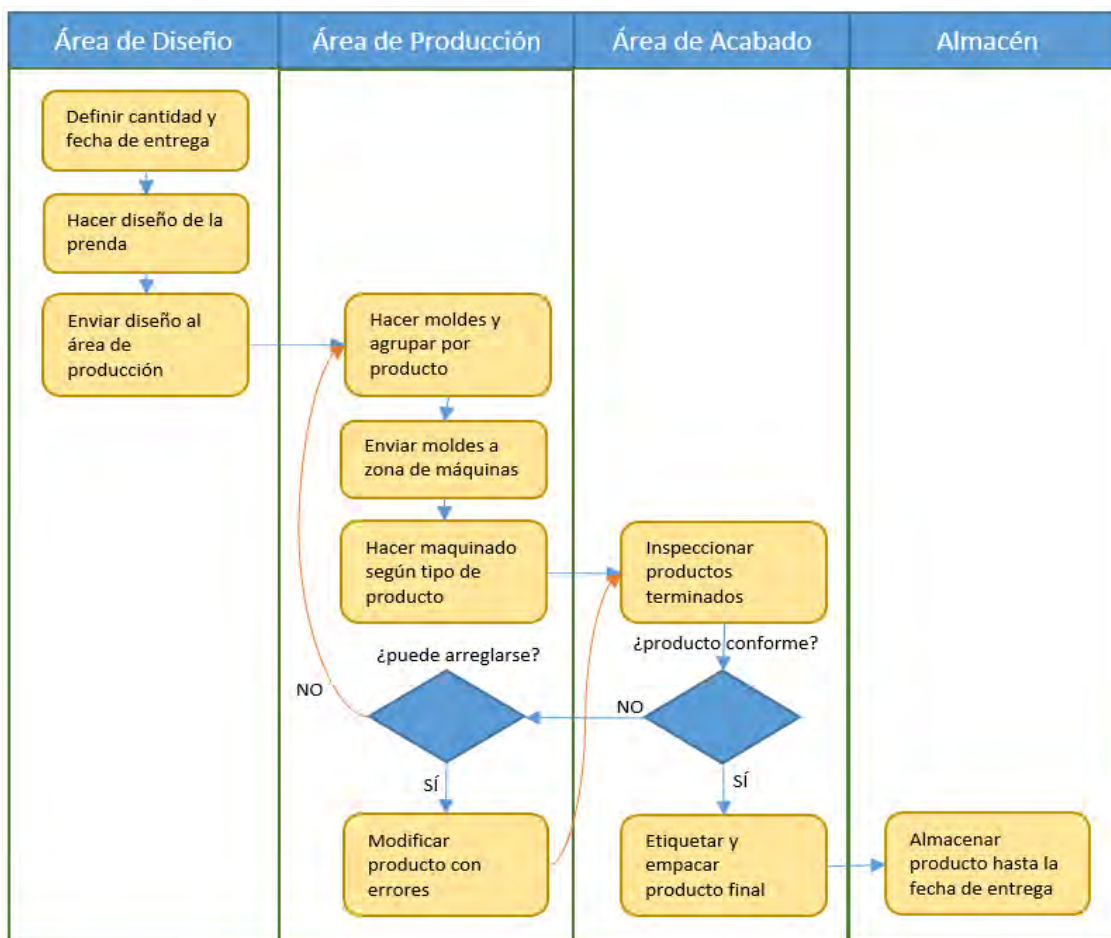 Área de Diseño
Área de Producción
Área de Acabado
Almacén
Definir cantidad y
fecha de entrega
Hacer diseño de la
prenda
Enviar diseño al
área de
producción
Hacer moldes y
agrupar por
producto
Enviar moldes a
zona de máquinas
Hacer maquinado
según tipo de
producto
Inspeccionar
productos
terminados
¿producto conforme?
¿puede arreglarse?
NO
NO
SÍ
SÍ
Modificar
producto con
errores
Etiquetar y
empacar
producto final
Almacenar
producto hasta la
fecha de entrega